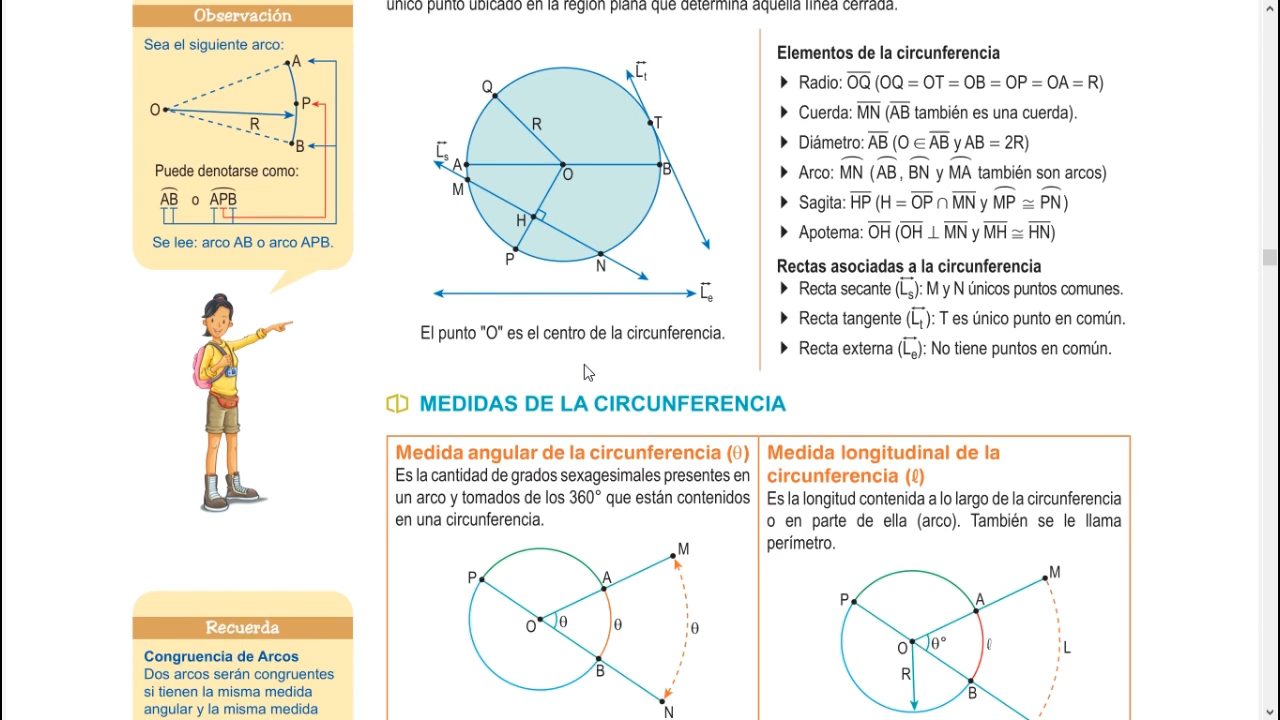 único punto ubicado en la región plana que determina aquella línea cerrada.
Observación
Sea el siguiente arco:
A
O
P
R
B
Puede denotarse como:
AB o APB
Se lee: arco AB o arco APB.
Q
Lt
R
T
Ls
A
O
B
M
H
P
N
Le
El punto "O" es el centro de la circunferencia.
Elementos de la circunferencia
Radio: OQ (OQ = OT = OB = OP = OA = R)
Cuerda: MN (AB también es una cuerda).
Diámetro: AB (O ∈ AB y AB = 2R)
Arco: MN (AB, BN y MA también son arcos)
Sagita: HP (H = OP ∩ MN y MP ≅ PN)
Apotema: OH (OH ⊥ MN y MH ≅ HN)
Rectas asociadas a la circunferencia
Recta secante (Ls): M y N únicos puntos comunes.
Recta tangente (Lt): T es único punto en común.
Recta externa (Le): No tiene puntos en común.
MEDIDAS DE LA CIRCUNFERENCIA
Medida angular de la circunferencia (θ)
Es la cantidad de grados sexagesimales presentes en
un arco y tomados de los 360° que están contenidos
en una circunferencia.
M
P
A
O
θ
θ
θ
B
N
Medida longitudinal de la
circunferencia (ℓ)
Es la longitud contenida a lo largo de la circunferencia
o en parte de ella (arco). También se le llama
perímetro.
M
P
A
O
θ°
ℓ
L
R
B
Recuerda
Congruencia de Arcos
Dos arcos serán congruentes
si tienen la misma medida
angular y la misma medida